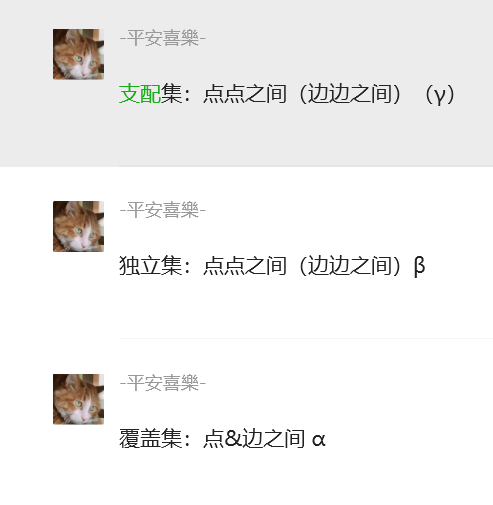 -平安喜樂-
支配集：点点之间（边边之间）（γ）
-平安喜樂-
独立集：点点之间（边边之间）β
-平安喜樂-
覆盖集：点&边之间 α